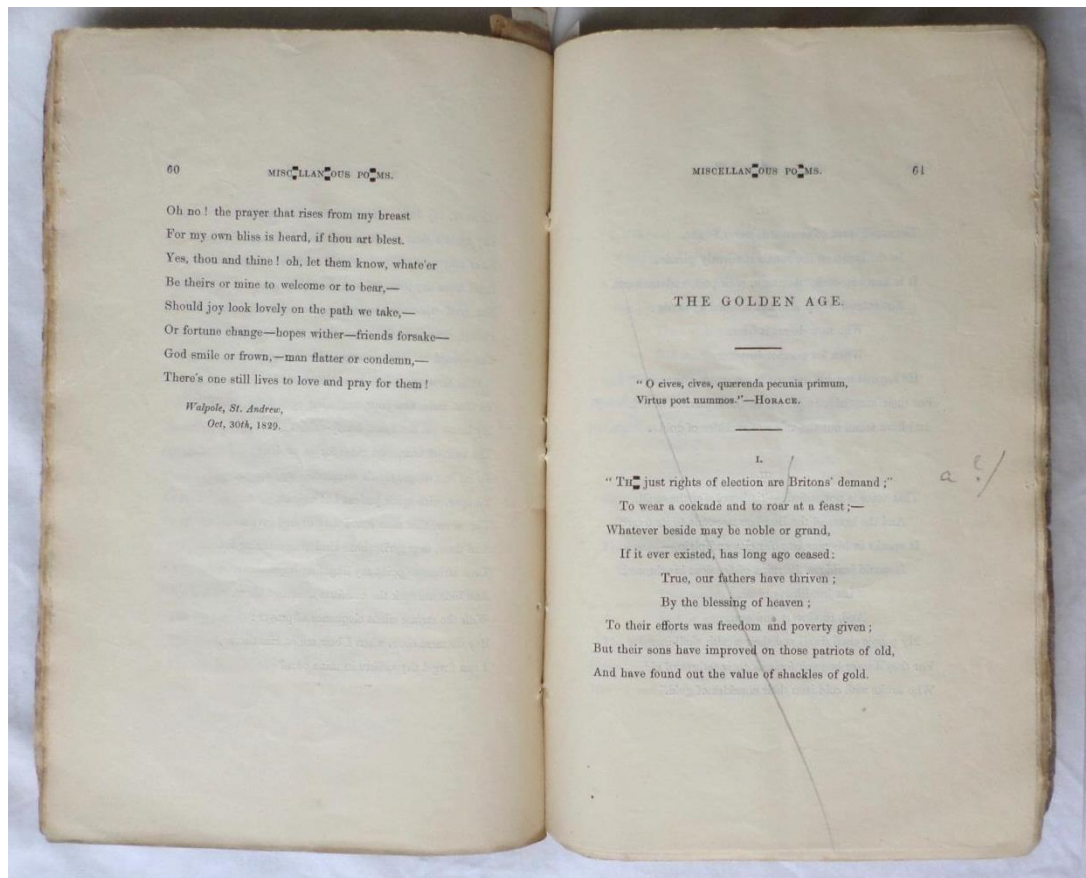 60
MISC〓LLAN〓OUS PO〓MS.
Oh no ! the prayer that rises from my breast
For my own bliss is heard, if thou art blest.
Yes, thou and thine ! oh, let them know, whate'er
Be theirs or mine to welcome or to bear,—
Should joy look lovely on the path we take,—
Or fortune change—hopes wither—friends forsake—
God smile or frown,—man flatter or condemn,—
There's one still lives to love and pray for them !
Walpole, St. Andrew,
Oct, 30th, 1829.
MISCELLAN〓OUS PO〓MS.
61
THE GOLDEN AGE.
" O cives, cives, quærenda pecunia primum,
Virtus post nummos."—HORACE.
I.
" TH〓 just rights of election are Britons' demand ;"
To wear a cockade and to roar at a feast ;—
Whatever beside may be noble or grand,
If it ever existed, has long ago ceased :
True, our fathers have thriven ;
By the blessing of heaven ;
To their efforts was freedom and poverty given ;
But their sons have improved on those patriots of old,
And have found out the value of shackles of gold.